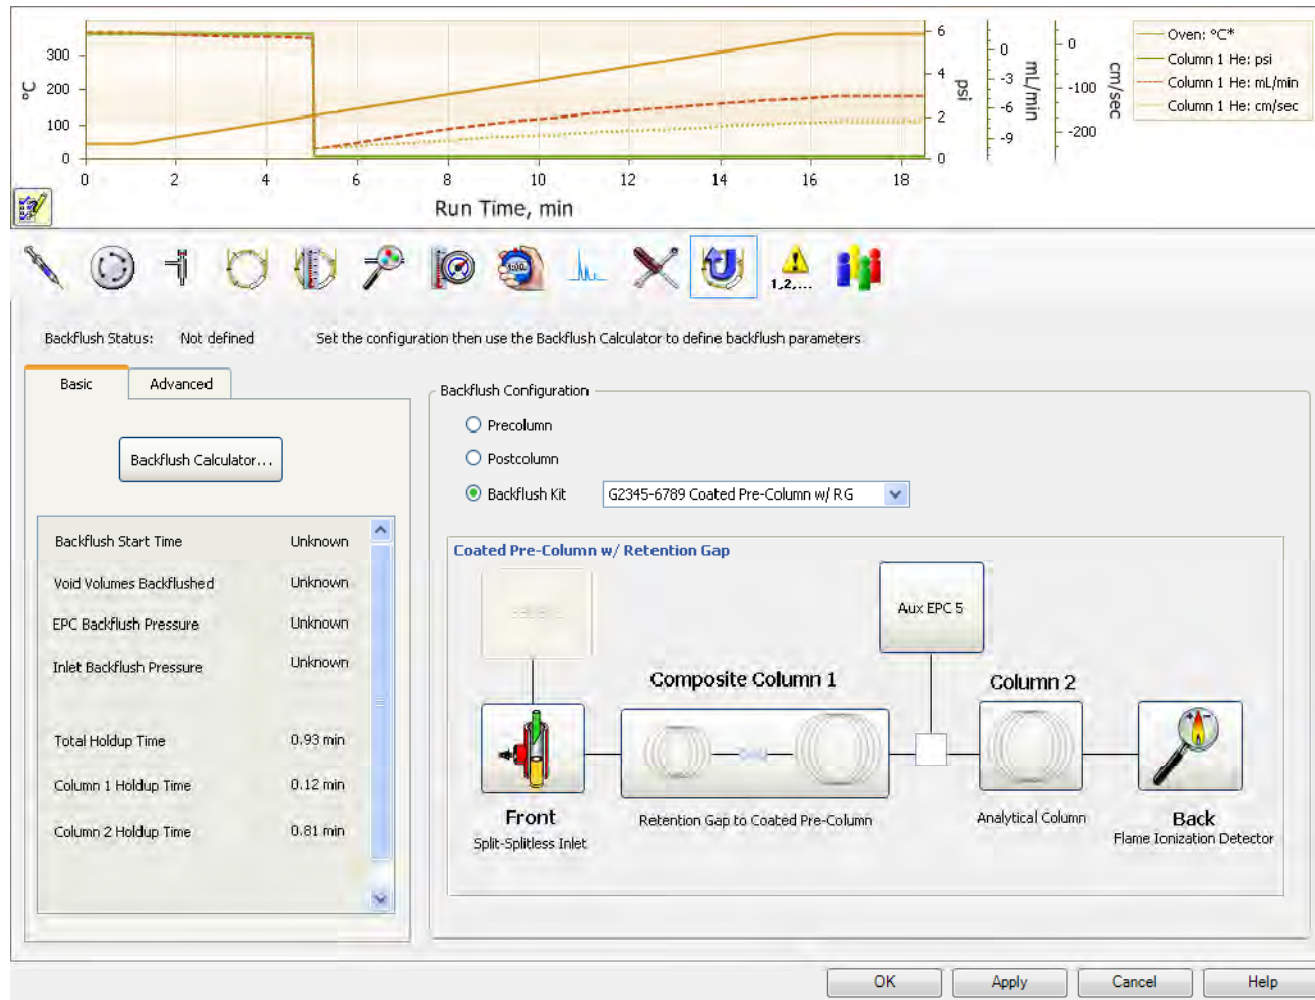 300
200
100
0
°C
0
2
4
6
8
10
12
14
16
18
Run Time, min
6
4
2
0
psi
0
-3
-6
-9
mL/min
0
-100
-200
cm/sec
Oven: °C*
Column 1 He: psi
Column 1 He: mL/min
Column 1 He: cm/sec
1:00
1,2,...
Backflush Status: Not defined Set the configuration then use the Backflush Calculator to define backflush parameters
Basic Advanced
Backflush Calculator...
Backflush Start Time Unknown
Void Volumes Backflushed Unknown
EPC Backflush Pressure Unknown
Inlet Backflush Pressure Unknown
Total Holdup Time 0.93 min
Column 1 Holdup Time 0.12 min
Column 2 Holdup Time 0.81 min
Backflush Configuration
Precolumn
Postcolumn
Backflush Kit G2345-6789 Coated Pre-Column w/ RG
Coated Pre-Column w/ Retention Gap
Aux EPC 5
Composite Column 1
Column 2
Front
Split-Splitless Inlet
Retention Gap to Coated Pre-Column
Analytical Column
Back
Flame Ionization Detector
OK Apply Cancel Help